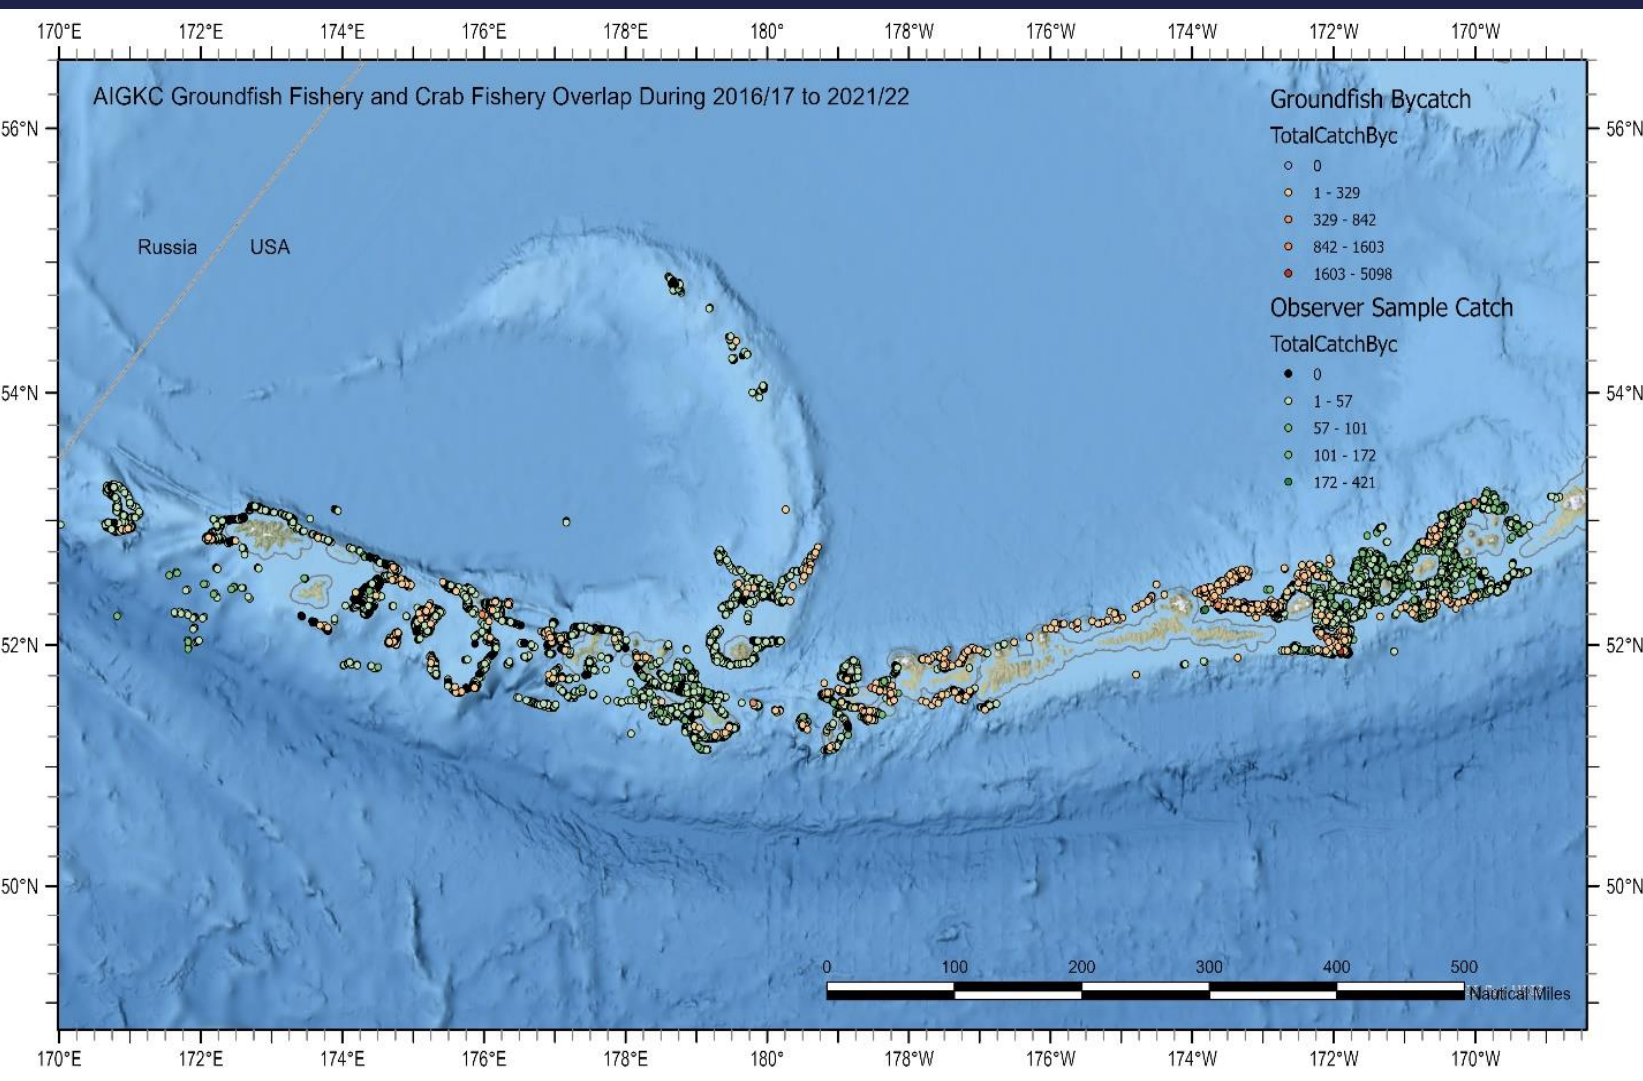 170°E 172°E 174°E 176°E 178°E 180° 178°W 176°W 174°W 172°W 170°W
AIGKC Groundfish Fishery and Crab Fishery Overlap During 2016/17 to 2021/22
Groundfish Bycatch
TotalCatchByc
0
1 - 329
329 - 842
842 - 1603
1603 - 5098
Observer Sample Catch
TotalCatchByc
0
1 - 57
57 - 101
101 - 172
172 - 421
56°N 56°N
Russia USA
54°N 54°N
52°N 52°N
50°N 50°N
0 100 200 300 400 500
Nautical Miles
170°E 172°E 174°E 176°E 178°E 180° 178°W 176°W 174°W 172°W 170°W